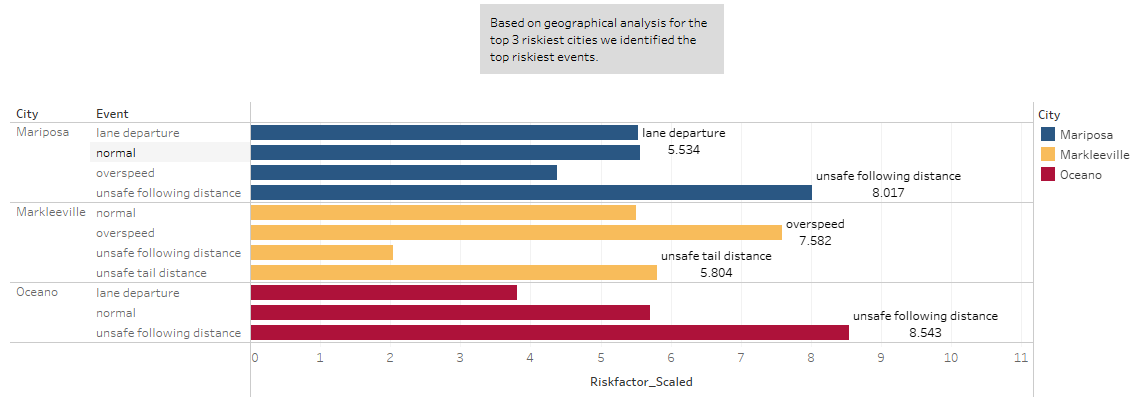 Based on geographical analysis for the
top 3 riskiest cities we identified the
top riskiest events.
City Event
Mariposa lane departure
normal
overspeed
unsafe following distance
Markleeville normal
overspeed
unsafe following distance
unsafe tail distance
Oceano lane departure
normal
unsafe following distance
lane departure
5.534
unsafe following distance
8.017
overspeed
7.582
unsafe tail distance
5.804
unsafe following distance
8.543
0 1 2 3 4 5 6 7 8 9 10 11
Riskfactor_Scaled
City
Mariposa
Markleeville
Oceano